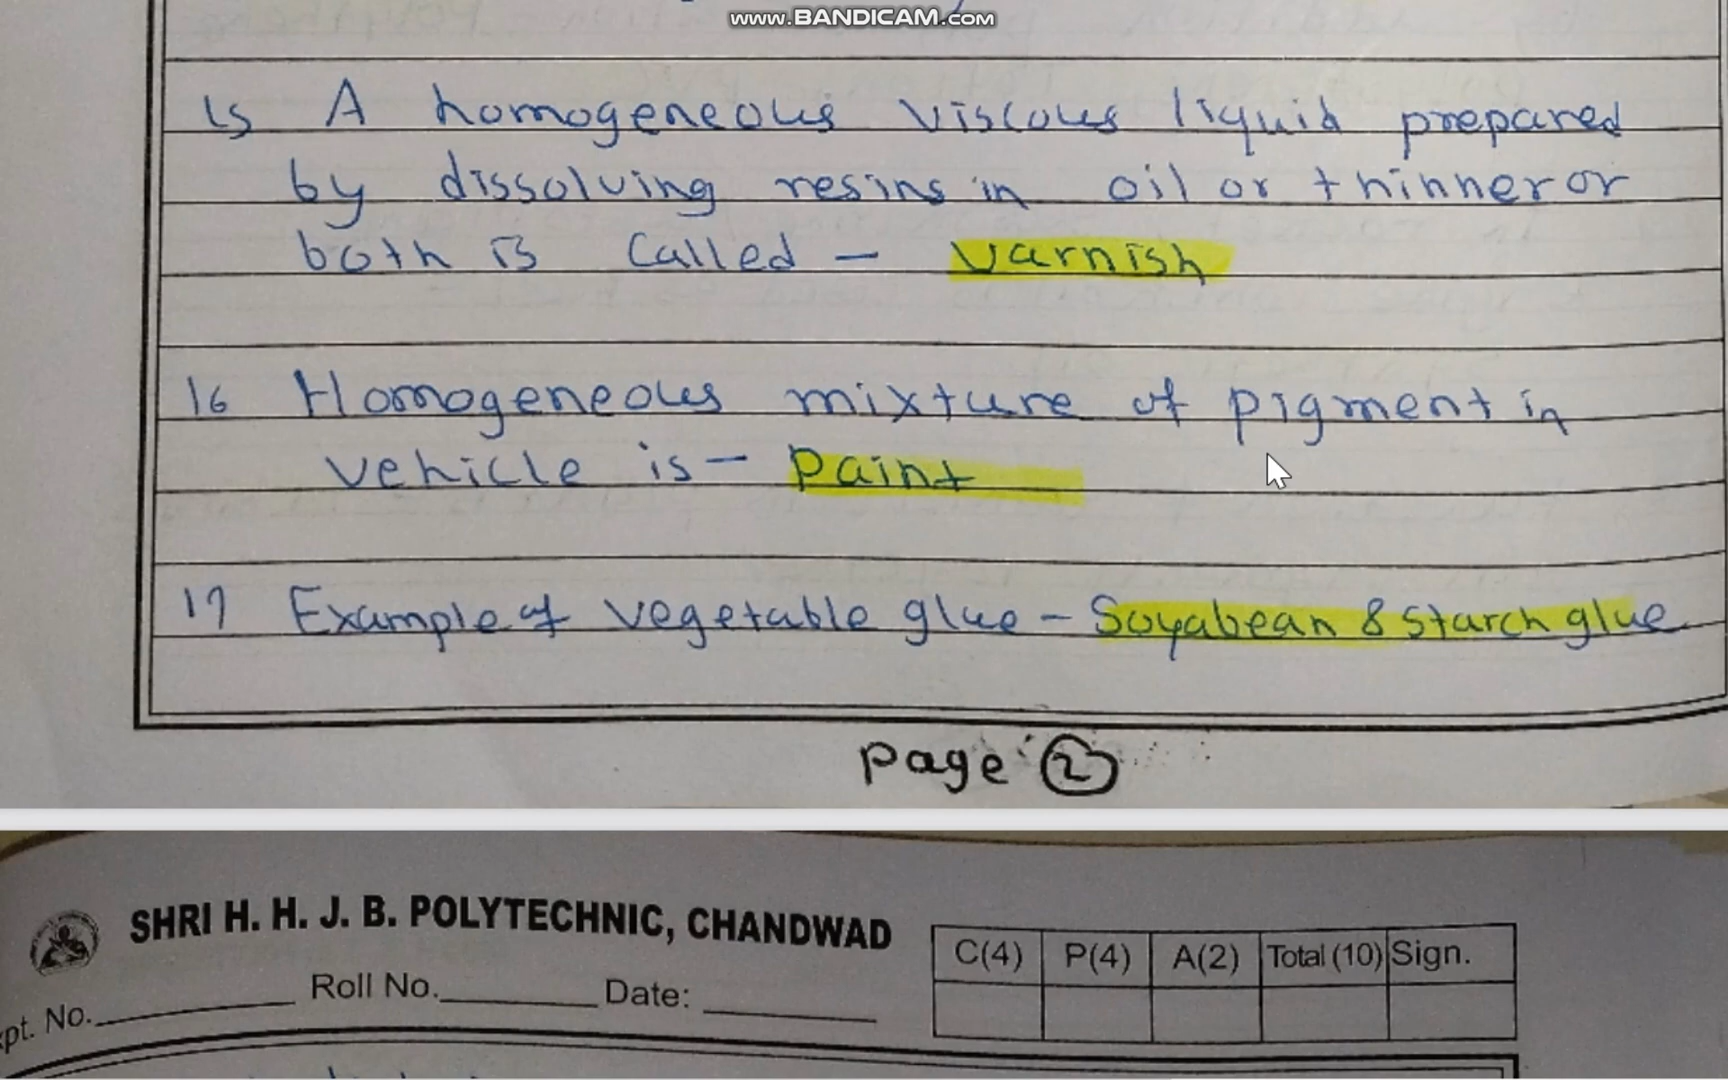 www.BANDICAM.com
15 A homogeneous viscous liquid prepared
by dissolving resins in oil or thinner or
both is called - varnish
16 Homogeneous mixture of pigment in
vehicle is - Paint
17 Example of vegetable glue - Soyabean & starch glue
page 2
SHRI H. H. J. B. POLYTECHNIC, CHANDWAD
Roll No. Date:
pt. No.
C(4) P(4) A(2) Total (10) Sign.